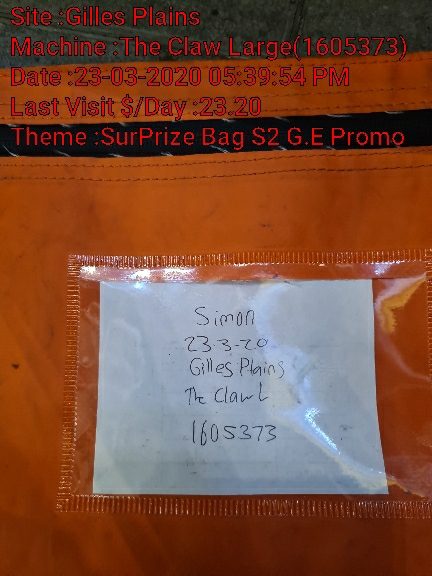 Site :Gilles Plains
Machine :The Claw Large(1605373)
Date :23-03-2020 05:39:54 PM
Last Visit $/Day :23.20
Theme :SurPrize Bag S2 G.E Promo
Simon
23-3-20
Gilles Plains
The Claw L
1605373